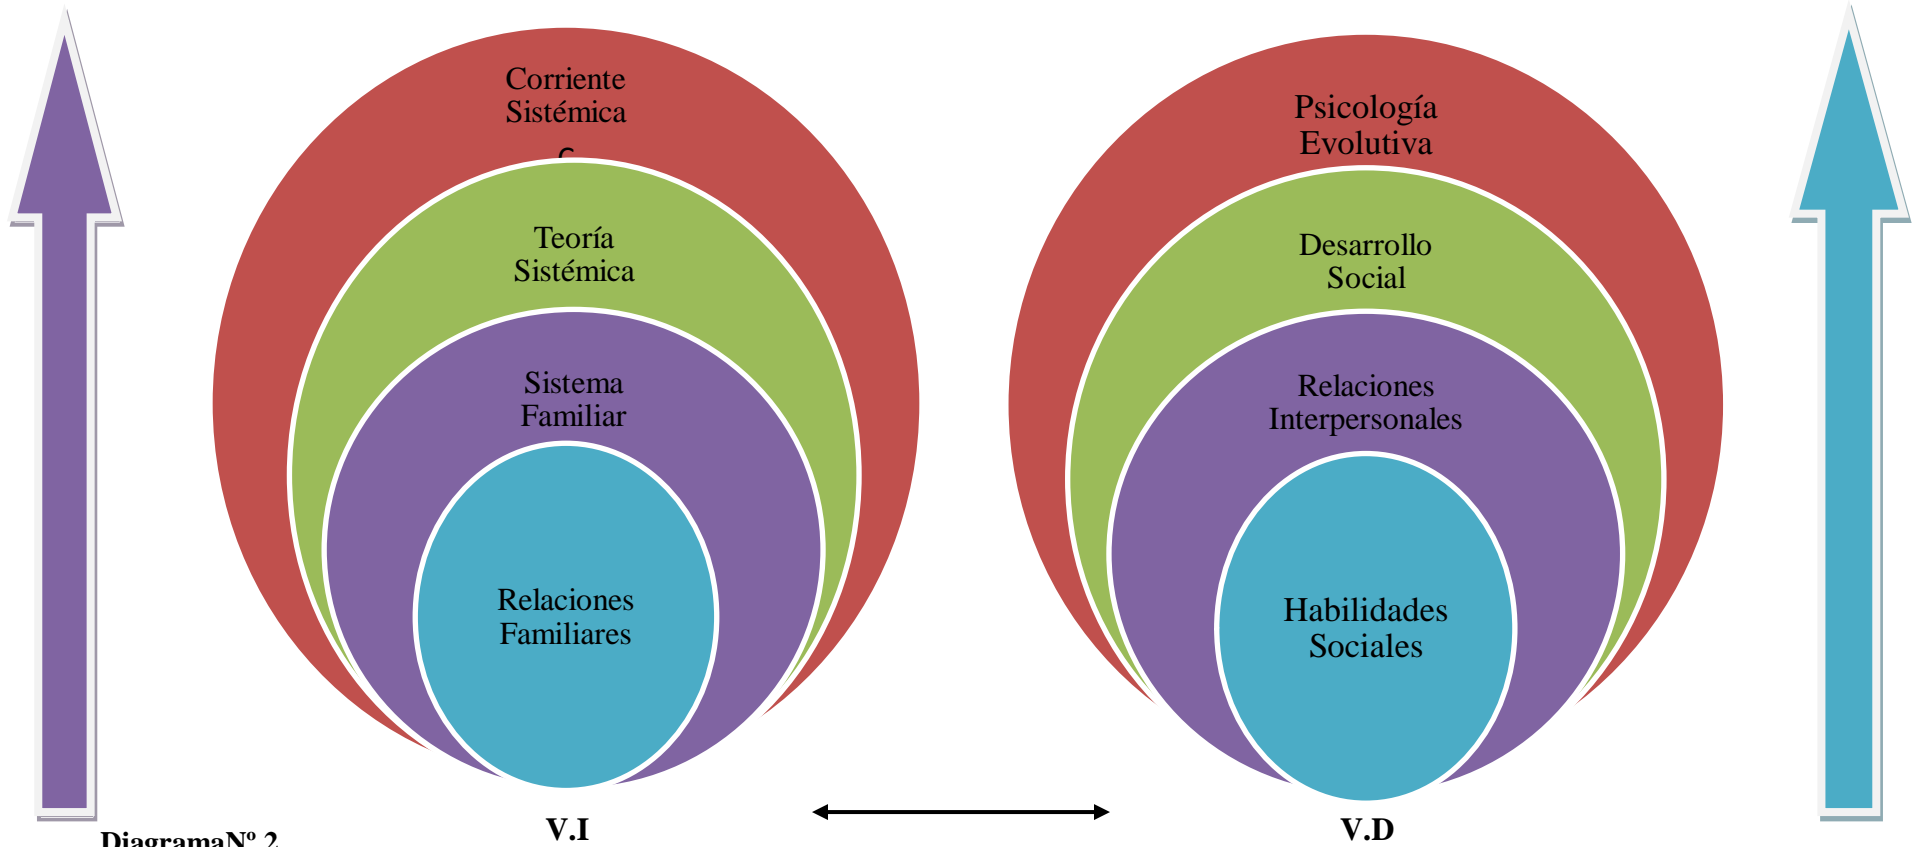 Corriente
Sistémica
Teoría
Sistémica
Sistema
Familiar
Relaciones
Familiares
V.I
Psicología
Evolutiva
Desarrollo
Social
Relaciones
Interpersonales
Habilidades
Sociales
V.D
DiagramaNº 2